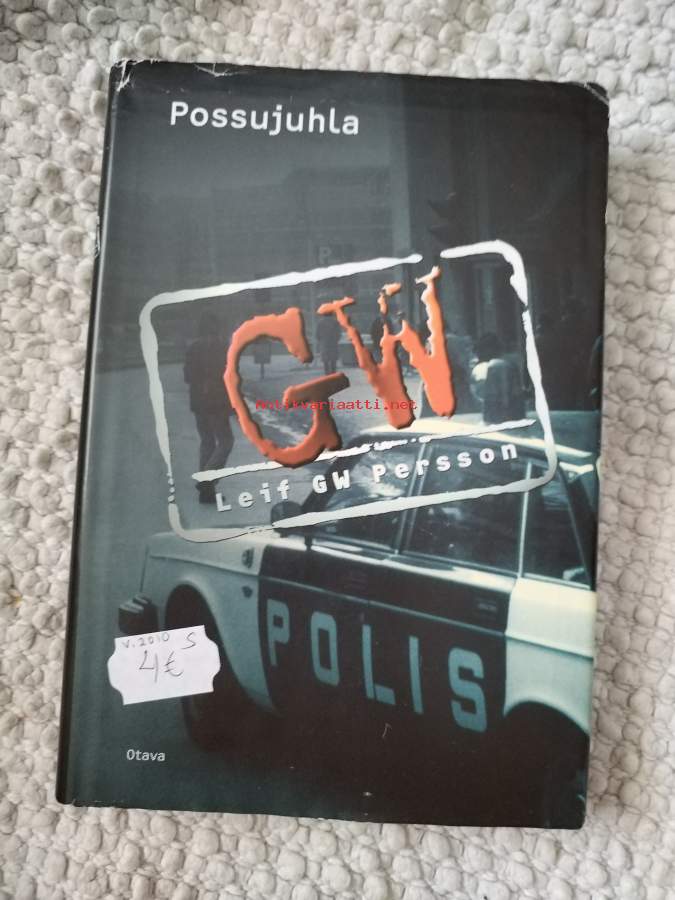 Possujuhla
GW
antikvariaatti.net
Leif GW Persson
POLIS
v. 2010 S
4€
Otava